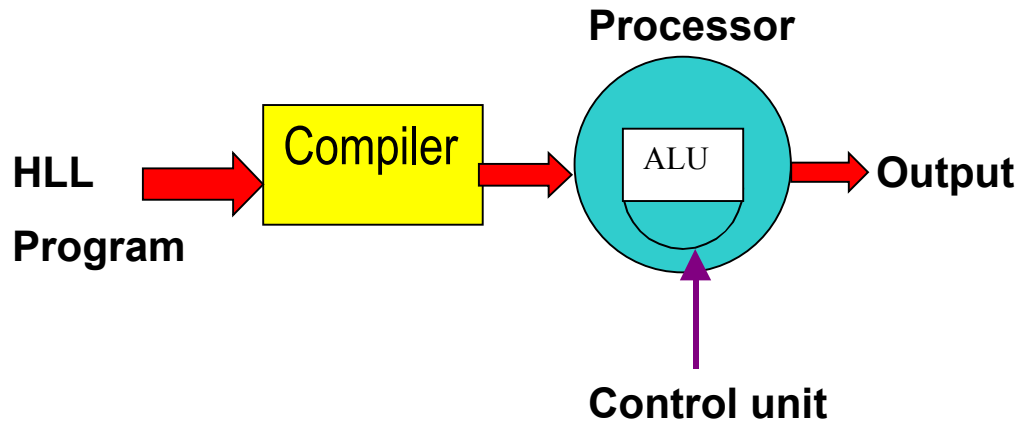 Processor
HLL
Program
Compiler
ALU
Output
Control unit